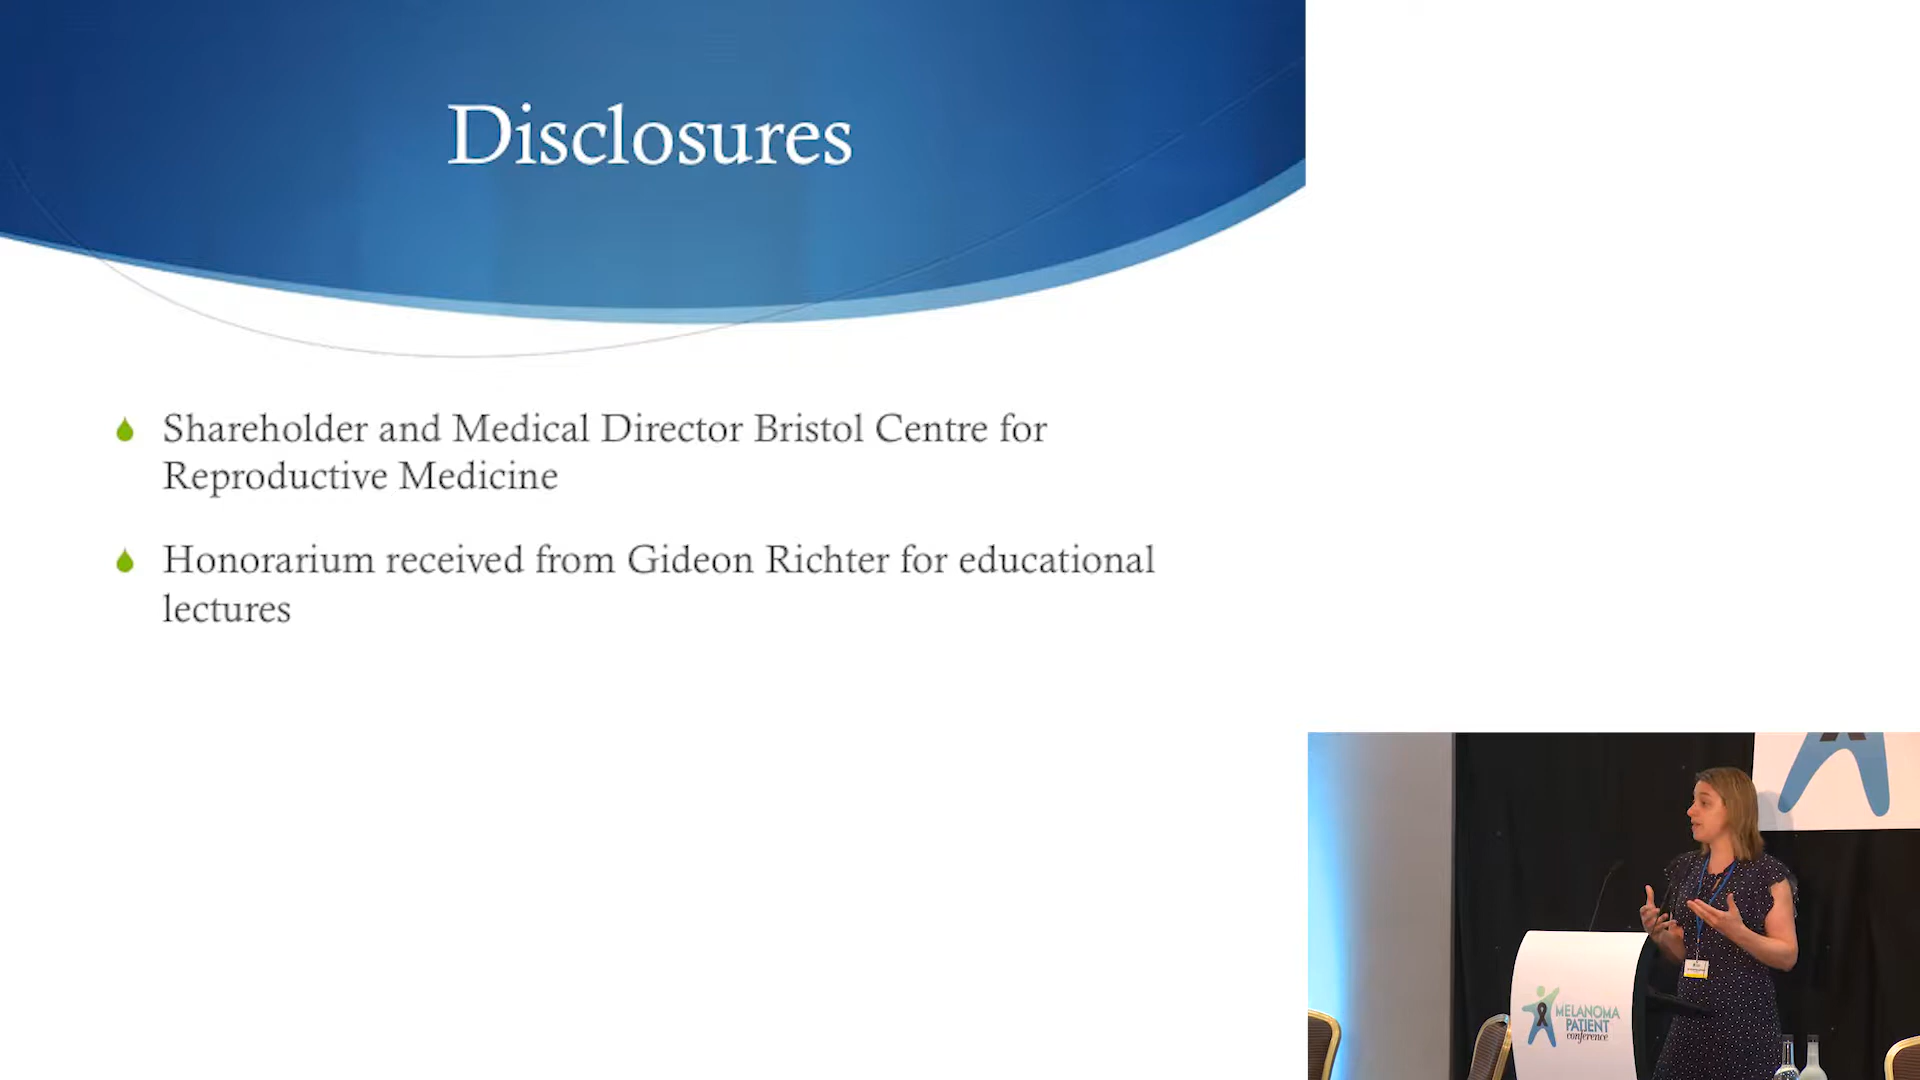 Disclosures
Shareholder and Medical Director Bristol Centre for
Reproductive Medicine
Honorarium received from Gideon Richter for educational
lectures
MELANOMA
PATIENT
conference